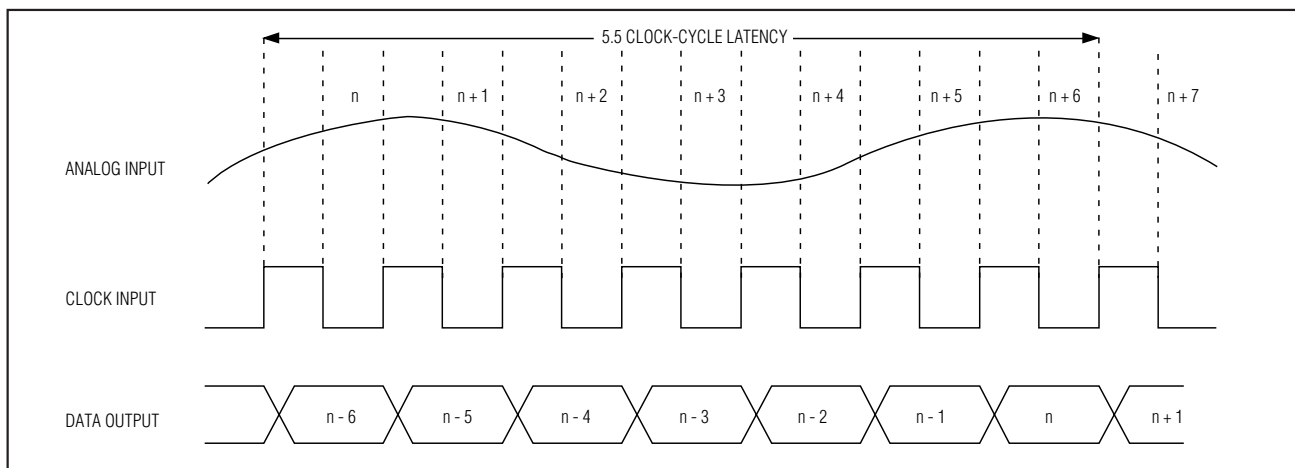 5.5 CLOCK-CYCLE LATENCY
n n + 1 n + 2 n + 3 n + 4 n + 5 n + 6 n + 7
ANALOG INPUT
CLOCK INPUT
DATA OUTPUT n - 6 n - 5 n - 4 n - 3 n - 2 n - 1 n n + 1